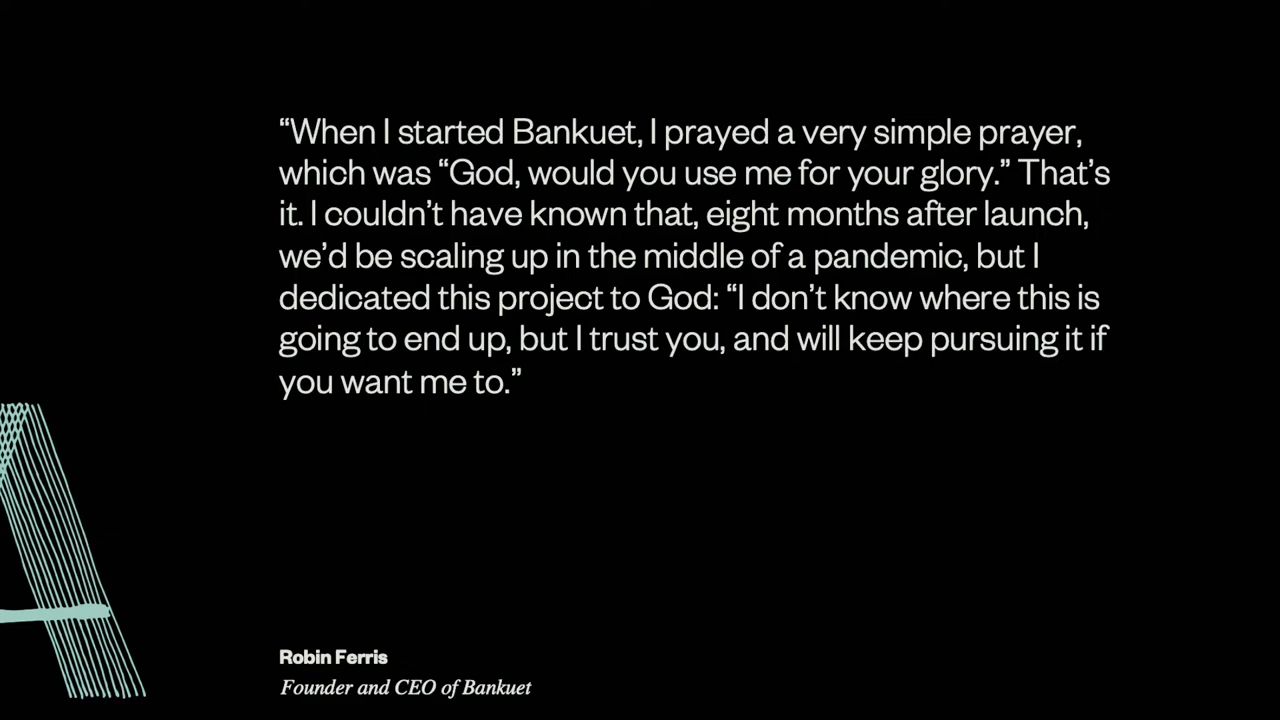 “When I started Bankuet, I prayed a very simple prayer,
which was “God, would you use me for your glory.” That’s
it. I couldn’t have known that, eight months after launch,
we’d be scaling up in the middle of a pandemic, but I
dedicated this project to God: “I don’t know where this is
going to end up, but I trust you, and will keep pursuing it if
you want me to.”
Robin Ferris
Founder and CEO of Bankuet